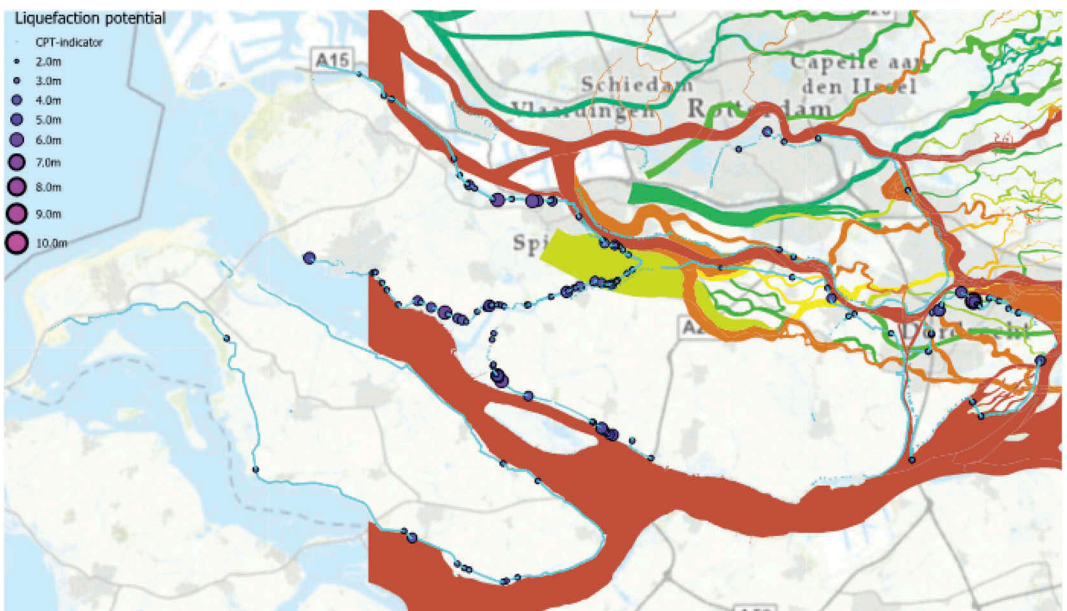 Liquefaction potential
CPT-indicator
2.0m
3.0m
4.0m
5.0m
6.0m
7.0m
8.0m
9.0m
10.0m
A15
Schiedam
Capelle aan
den IJssel
Vlaardingen
Rotterdam